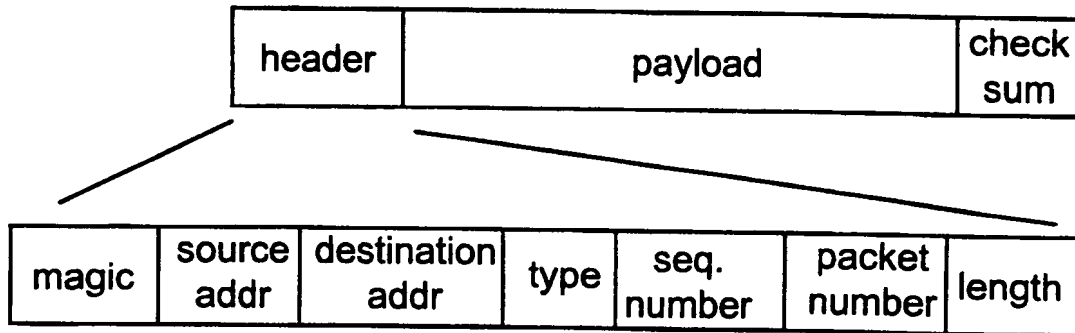 header
payload
check
sum
magic
source
addr
destination
addr
type
seq.
number
packet
number
length